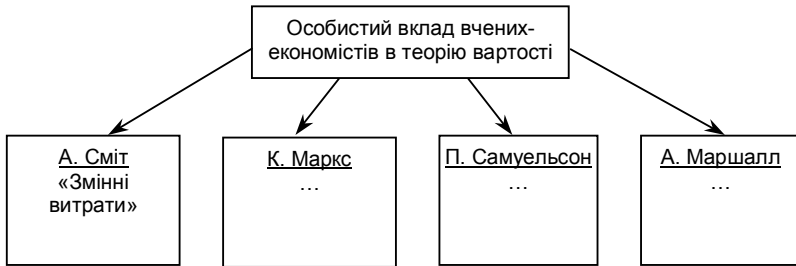 Особистий вклад вчених-
економістів в теорію вартості
А. Сміт
«Змінні
витрати»
К. Маркс
…
П. Самуельсон
…
А. Маршалл
…